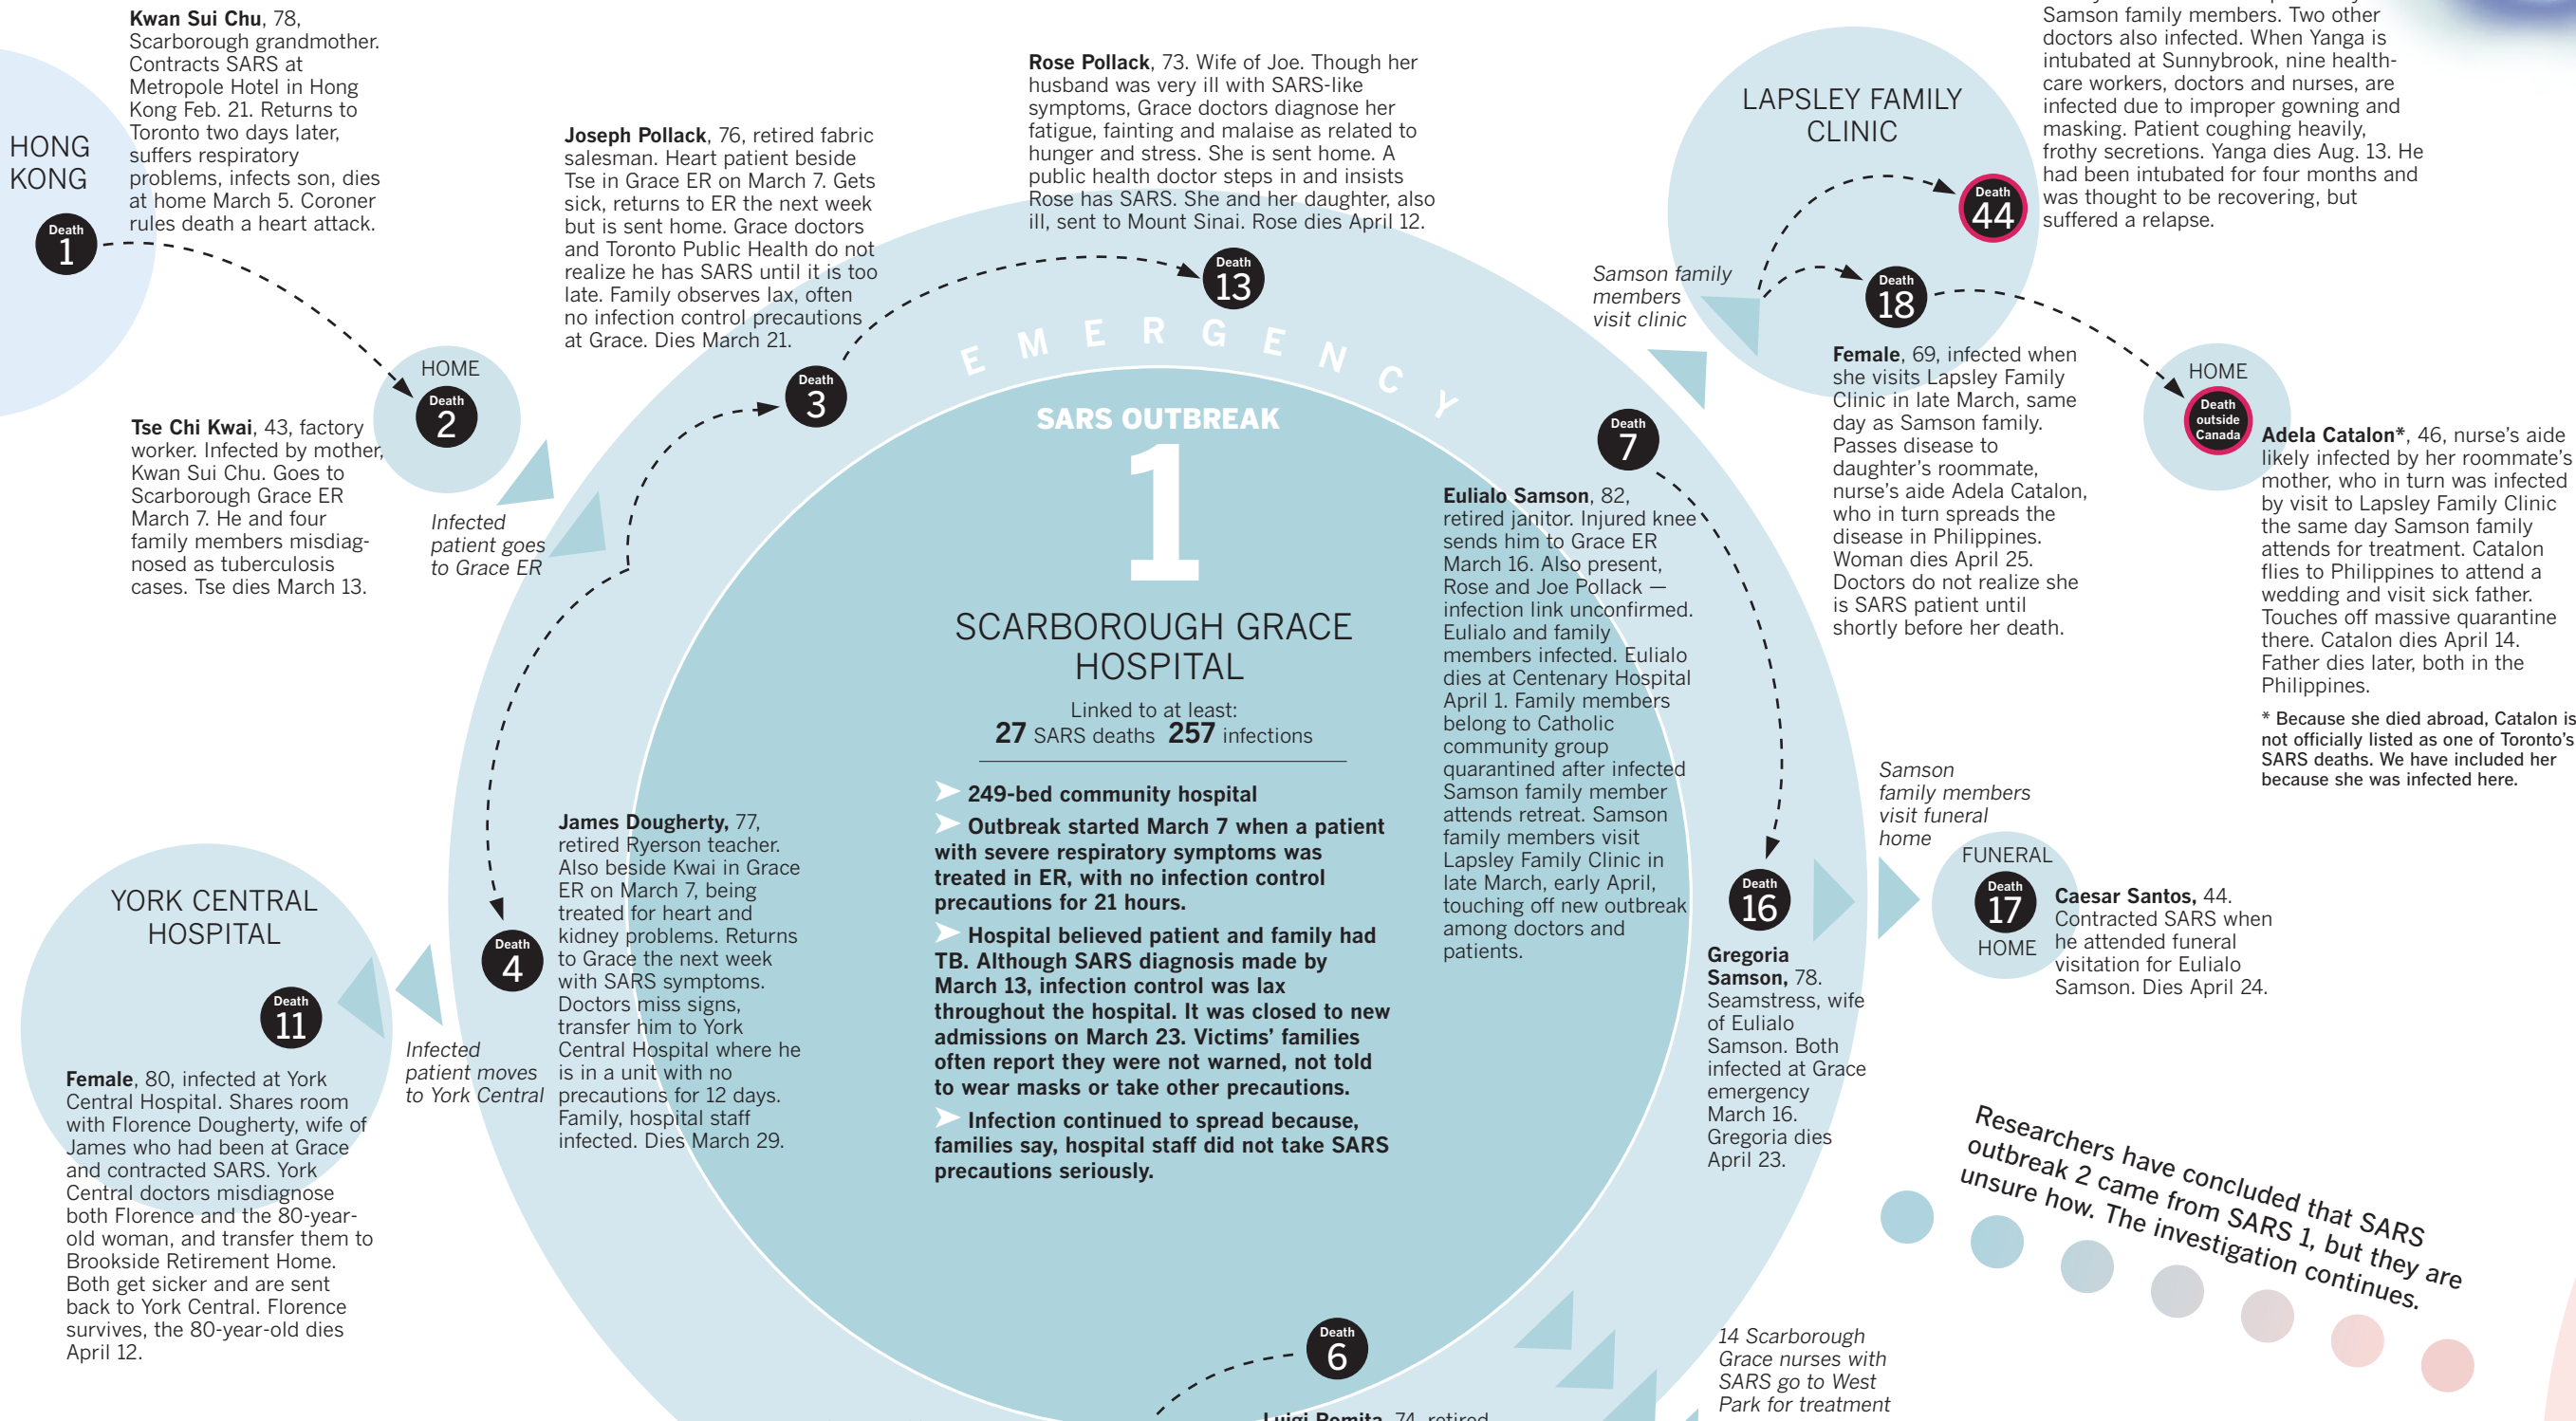 Kwan Sui Chu, 78,
Scarborough grandmother.
Contracts SARS at
Metropole Hotel in Hong
Kong Feb. 21. Returns to
Toronto two days later,
suffers respiratory
problems, infects son, dies
at home March 5. Coroner
rules death a heart attack.
HONG
KONG
Death
1
HOME
Death
2
Tse Chi Kwai, 43, factory
worker. Infected by mother,
Kwan Sui Chu. Goes to
Scarborough Grace ER
March 7. He and four
family members misdiag-
nosed as tuberculosis
cases. Tse dies March 13.
Infected
patient goes
to Grace ER
Joseph Pollack, 76, retired fabric
salesman. Heart patient beside
Tse in Grace ER on March 7. Gets
sick, returns to ER the next week
but is sent home. Grace doctors
and Toronto Public Health do not
realize he has SARS until it is too
late. Family observes lax, often
no infection control precautions
at Grace. Dies March 21.
Death
3
Rose Pollack, 73. Wife of Joe. Though her
husband was very ill with SARS-like
symptoms, Grace doctors diagnose her
fatigue, fainting and malaise as related to
hunger and stress. She is sent home. A
public health doctor steps in and insists
Rose has SARS. She and her daughter, also
ill, sent to Mount Sinai. Rose dies April 12.
Death
13
EMERGENCY
SARS OUTBREAK
1
SCARBOROUGH GRACE
HOSPITAL
Linked to at least:
27 SARS deaths 257 infections
249-bed community hospital
Outbreak started March 7 when a patient
with severe respiratory symptoms was
treated in ER, with no infection control
precautions for 21 hours.
Hospital believed patient and family had
TB. Although SARS diagnosis made by
March 13, infection control was lax
throughout the hospital. It was closed to new
admissions on March 23. Victims' families
often report they were not warned, not told
to wear masks or take other precautions.
Infection continued to spread because,
families say, hospital staff did not take SARS
precautions seriously.
LAPSLEY FAMILY
CLINIC
Death
44
Samson family members. Two other
doctors also infected. When Yanga is
intubated at Sunnybrook, nine health-
care workers, doctors and nurses, are
infected due to improper gowning and
masking. Patient coughing heavily,
frothy secretions. Yanga dies Aug. 13. He
had been intubated for four months and
was thought to be recovering, but
suffered a relapse.
Samson family
members
visit clinic
Death
18
Female, 69, infected when
she visits Lapsley Family
Clinic in late March, same
day as Samson family.
Passes disease to
daughter's roommate,
nurse's aide Adela Catalon,
who in turn spreads the
disease in Philippines.
Woman dies April 25.
Doctors do not realize she
is SARS patient until
shortly before her death.
HOME
Death
outside
Canada
Adela Catalon*, 46, nurse's aide
likely infected by her roommate's
mother, who in turn was infected
by visit to Lapsley Family Clinic
the same day Samson family
attends for treatment. Catalon
flies to Philippines to attend a
wedding and visit sick father.
Touches off massive quarantine
there. Catalon dies April 14.
Father dies later, both in the
Philippines.
* Because she died abroad, Catalon is
not officially listed as one of Toronto's
SARS deaths. We have included her
because she was infected here.
Death
7
Eulialo Samson, 82,
retired janitor. Injured knee
sends him to Grace ER
March 16. Also present,
Rose and Joe Pollack —
infection link unconfirmed.
Eulialo and family
members infected. Eulialo
dies at Centenary Hospital
April 1. Family members
belong to Catholic
community group
quarantined after infected
Samson family member
attends retreat. Samson
family members visit
Lapsley Family Clinic in
late March, early April,
touching off new outbreak
among doctors and
patients.
Death
16
Gregoria
Samson, 78.
Seamstress, wife
of Eulialo
Samson. Both
infected at Grace
emergency
March 16.
Gregoria dies
April 23.
Samson
family members
visit funeral
home
FUNERAL
Death
17
HOME
Caesar Santos, 44.
Contracted SARS when
he attended funeral
visitation for Eulialo
Samson. Dies April 24.
YORK CENTRAL
HOSPITAL
Death
11
Female, 80, infected at York
Central Hospital. Shares room
with Florence Dougherty, wife of
James who had been at Grace
and contracted SARS. York
Central doctors misdiagnose
both Florence and the 80-year-
old woman, and transfer them to
Brookside Retirement Home.
Both get sicker and are sent
back to York Central. Florence
survives, the 80-year-old dies
April 12.
Infected
patient moves
to York Central
Death
4
James Dougherty, 77,
retired Ryerson teacher.
Also beside Kwai in Grace
ER on March 7, being
treated for heart and
kidney problems. Returns
to Grace the next week
with SARS symptoms.
Doctors miss signs,
transfer him to York
Central Hospital where he
is in a unit with no
precautions for 12 days.
Family, hospital staff
infected. Dies March 29.
Researchers have concluded that SARS
outbreak 2 came from SARS 1, but they are
unsure how. The investigation continues.
Death
6
Luigi Romita, 74, retired
14 Scarborough
Grace nurses with
SARS go to West
Park for treatment